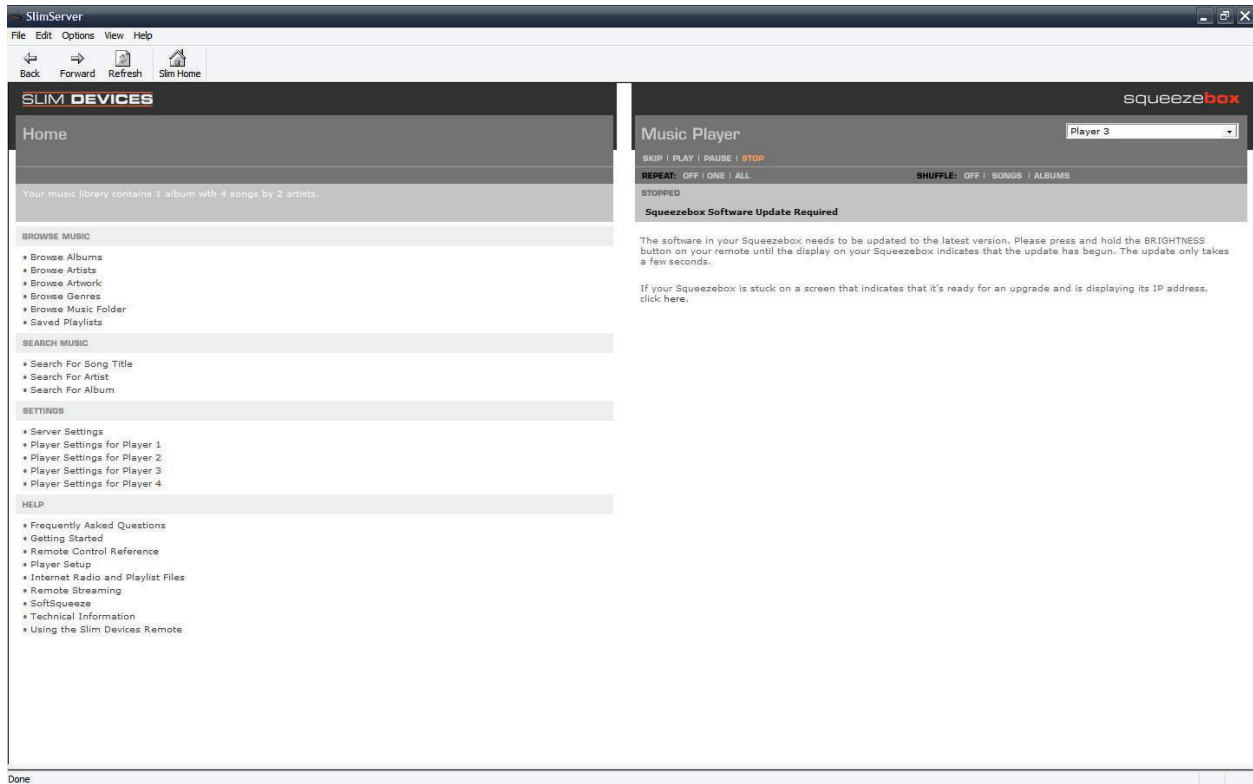 SlimServer
File Edit Options View Help
Back Forward Refresh Slim Home
SLIM DEVICES
Home
Your music library contains 1 album with 4 songs by 2 artists.
BROWSE MUSIC
Browse Albums
Browse Artists
Browse Artwork
Browse Genres
Browse Music Folder
Saved Playlists
SEARCH MUSIC
Search For Song Title
Search For Artist
Search For Album
SETTINGS
Server Settings
Player Settings for Player 1
Player Settings for Player 2
Player Settings for Player 3
Player Settings for Player 4
HELP
Frequently Asked Questions
Getting Started
Remote Control Reference
Player Setup
Internet Radio and Playlist Files
Remote Streaming
SoftSqueeze
Technical Information
Using the Slim Devices Remote
squeezebox
Music Player Player 3
SKIP | PLAY | PAUSE | STOP
REPEAT: OFF | ONE | ALL SHUFFLE: OFF | SONGS | ALBUMS
STOPPED
Squeezebox Software Update Required
The software in your Squeezebox needs to be updated to the latest version. Please press and hold the BRIGHTNESS
button on your remote until the display on your Squeezebox indicates that the update has begun. The update only takes
a few seconds.
If your Squeezebox is stuck on a screen that indicates that it's ready for an upgrade and is displaying its IP address,
click here.
Done